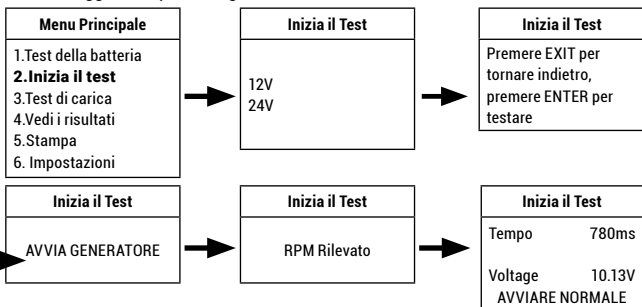 Menu Principale
1.Test della batteria
2.Inizia il test
3.Test di carica
4.Vedi i risultati
5.Stampa
6. Impostazioni
Inizia il Test
12V
24V
Inizia il Test
Premere EXIT per
tornare indietro,
premere ENTER per
testare
Inizia il Test
AVVIA GENERATORE
Inizia il Test
RPM Rilevato
Inizia il Test
Tempo 780ms
Voltage 10.13V
AVVIARE NORMALE